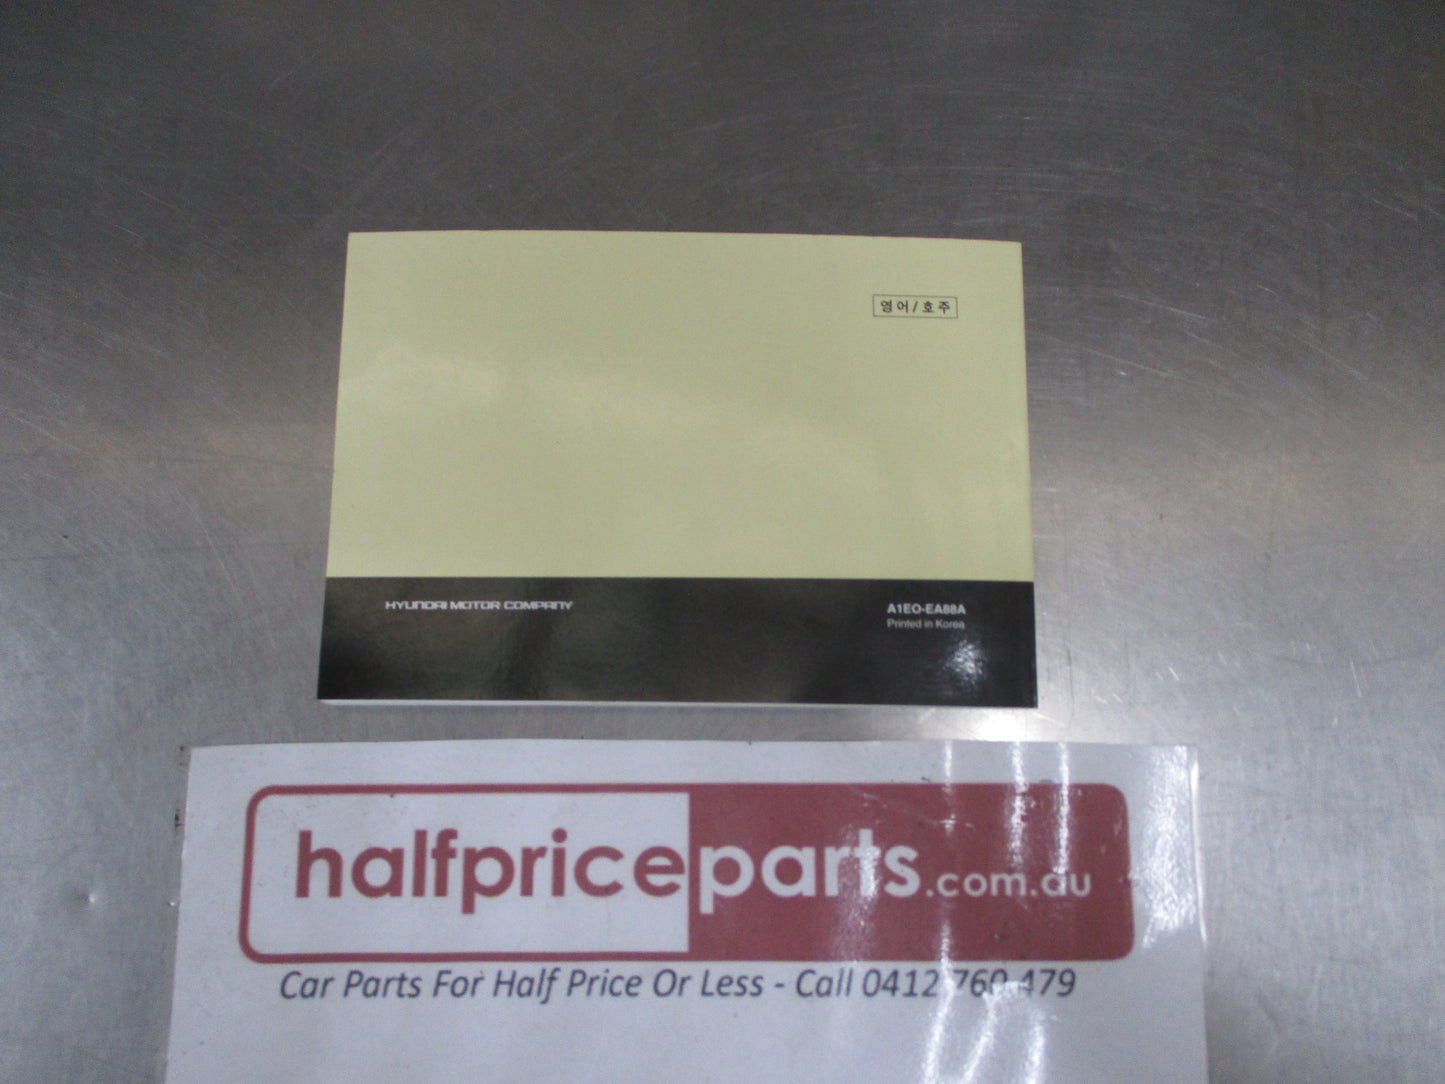 영어/호주
HYUNDAI MOTOR COMPANY
A1EO-EA88A
Printed in Korea
halfpriceparts.com.au
Car Parts For Half Price Or Less - Call 0412 760 479